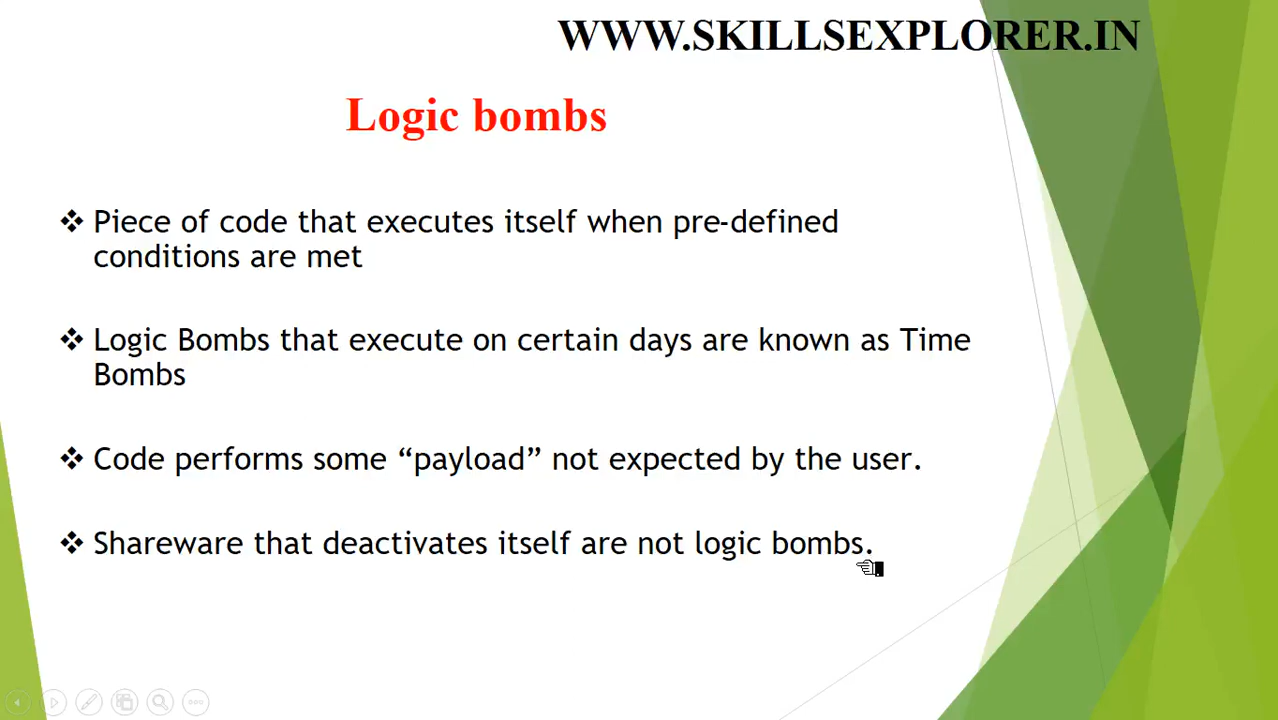 WWW.SKILLSEXPLORER.IN
Logic bombs
❖ Piece of code that executes itself when pre-defined
conditions are met
❖ Logic Bombs that execute on certain days are known as Time
Bombs
❖ Code performs some “payload” not expected by the user.
❖ Shareware that deactivates itself are not logic bombs.